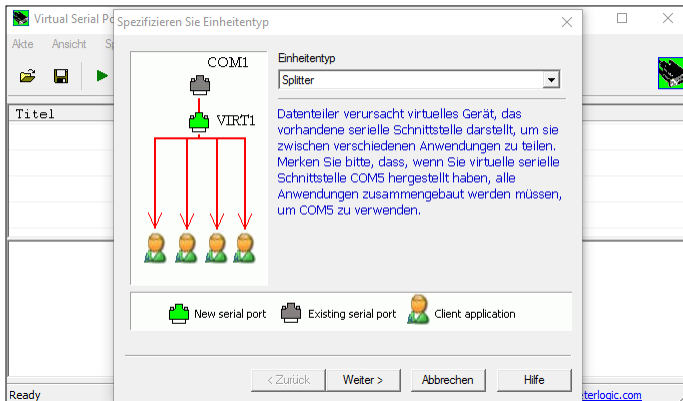 Virtual Serial Po
Akte Ansicht Sp
Titel
Spezifizieren Sie Einheitentyp
COM1
VIRT1
Einheitentyp
Splitter
Datenteiler verursacht virtuelles Gerät, das
vorhandene serielle Schnittstelle darstellt, um sie
zwischen verschiedenen Anwendungen zu teilen.
Merken Sie bitte, dass, wenn Sie virtuelle serielle
Schnittstelle COM5 hergestellt haben, alle
Anwendungen zusammengebaut werden müssen,
um COM5 zu verwenden.
New serial port Existing serial port Client application
< Zurück Weiter > Abbrechen Hilfe
Ready eterlogic.com